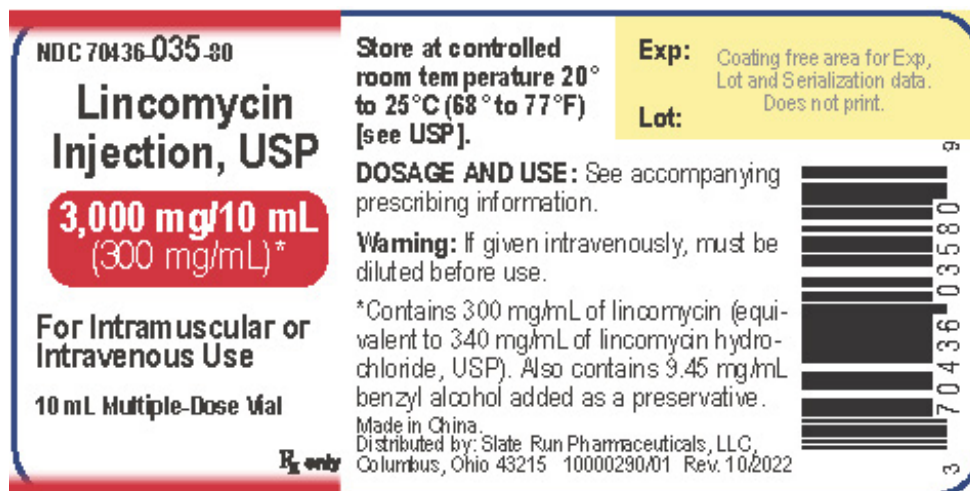 NDC 70436-035-80
Lincomycin
Injection, USP
3,000 mg/10 mL
(300 mg/mL)*
For Intramuscular or
Intravenous Use
10 mL Multiple-Dose Vial
Rx only
Store at controlled
room temperature 20°
to 25°C (68° to 77°F)
[see USP].
DOSAGE AND USE: See accompanying
prescribing information.
Warning: If given intravenously, must be
diluted before use.
*Contains 300 mg/mL of lincomycin (equi-
valent to 340 mg/mL of lincomycin hydro-
chloride, USP). Also contains 9.45 mg/mL
benzyl alcohol added as a preservative.
Made in China.
Distributed by: Slate Run Pharmaceuticals, LLC,
Columbus, Ohio 43215 10000290/01 Rev. 10/2022
Exp:
Lot:
Coating free area for Exp,
Lot and Serialization data.
Does not print.
3 70436 03580 9